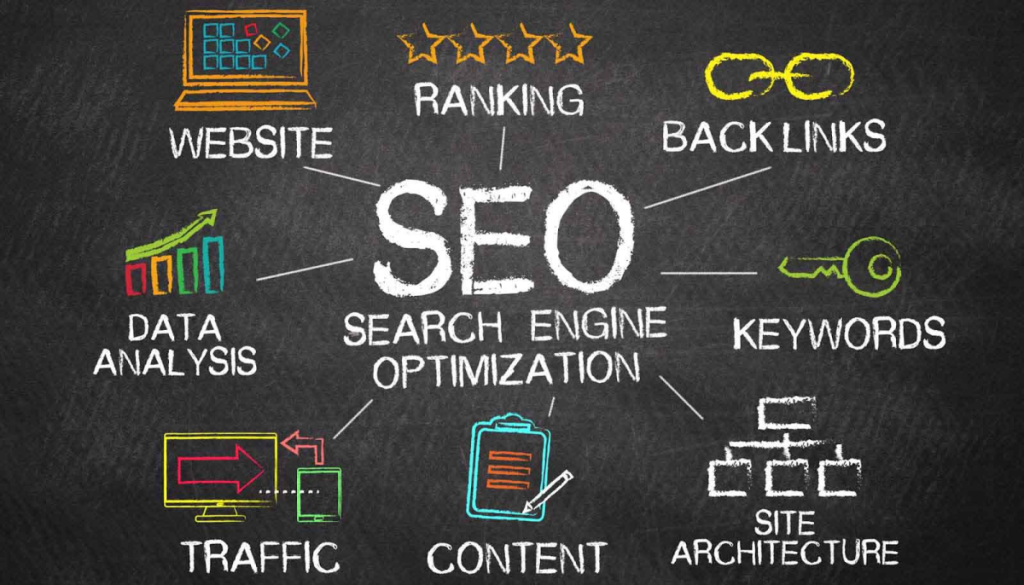 WEBSITE
RANKING
BACK LINKS
SEO
SEARCH ENGINE
OPTIMIZATION
DATA
ANALYSIS
KEYWORDS
TRAFFIC
CONTENT
SITE
ARCHITECTURE